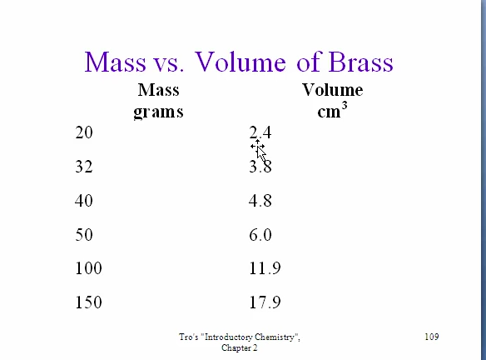 Mass vs. Volume of Brass
Mass Volume
grams cm³
20 2.4
32 3.8
40 4.8
50 6.0
100 11.9
150 17.9
Tro's "Introductory Chemistry", 109
Chapter 2